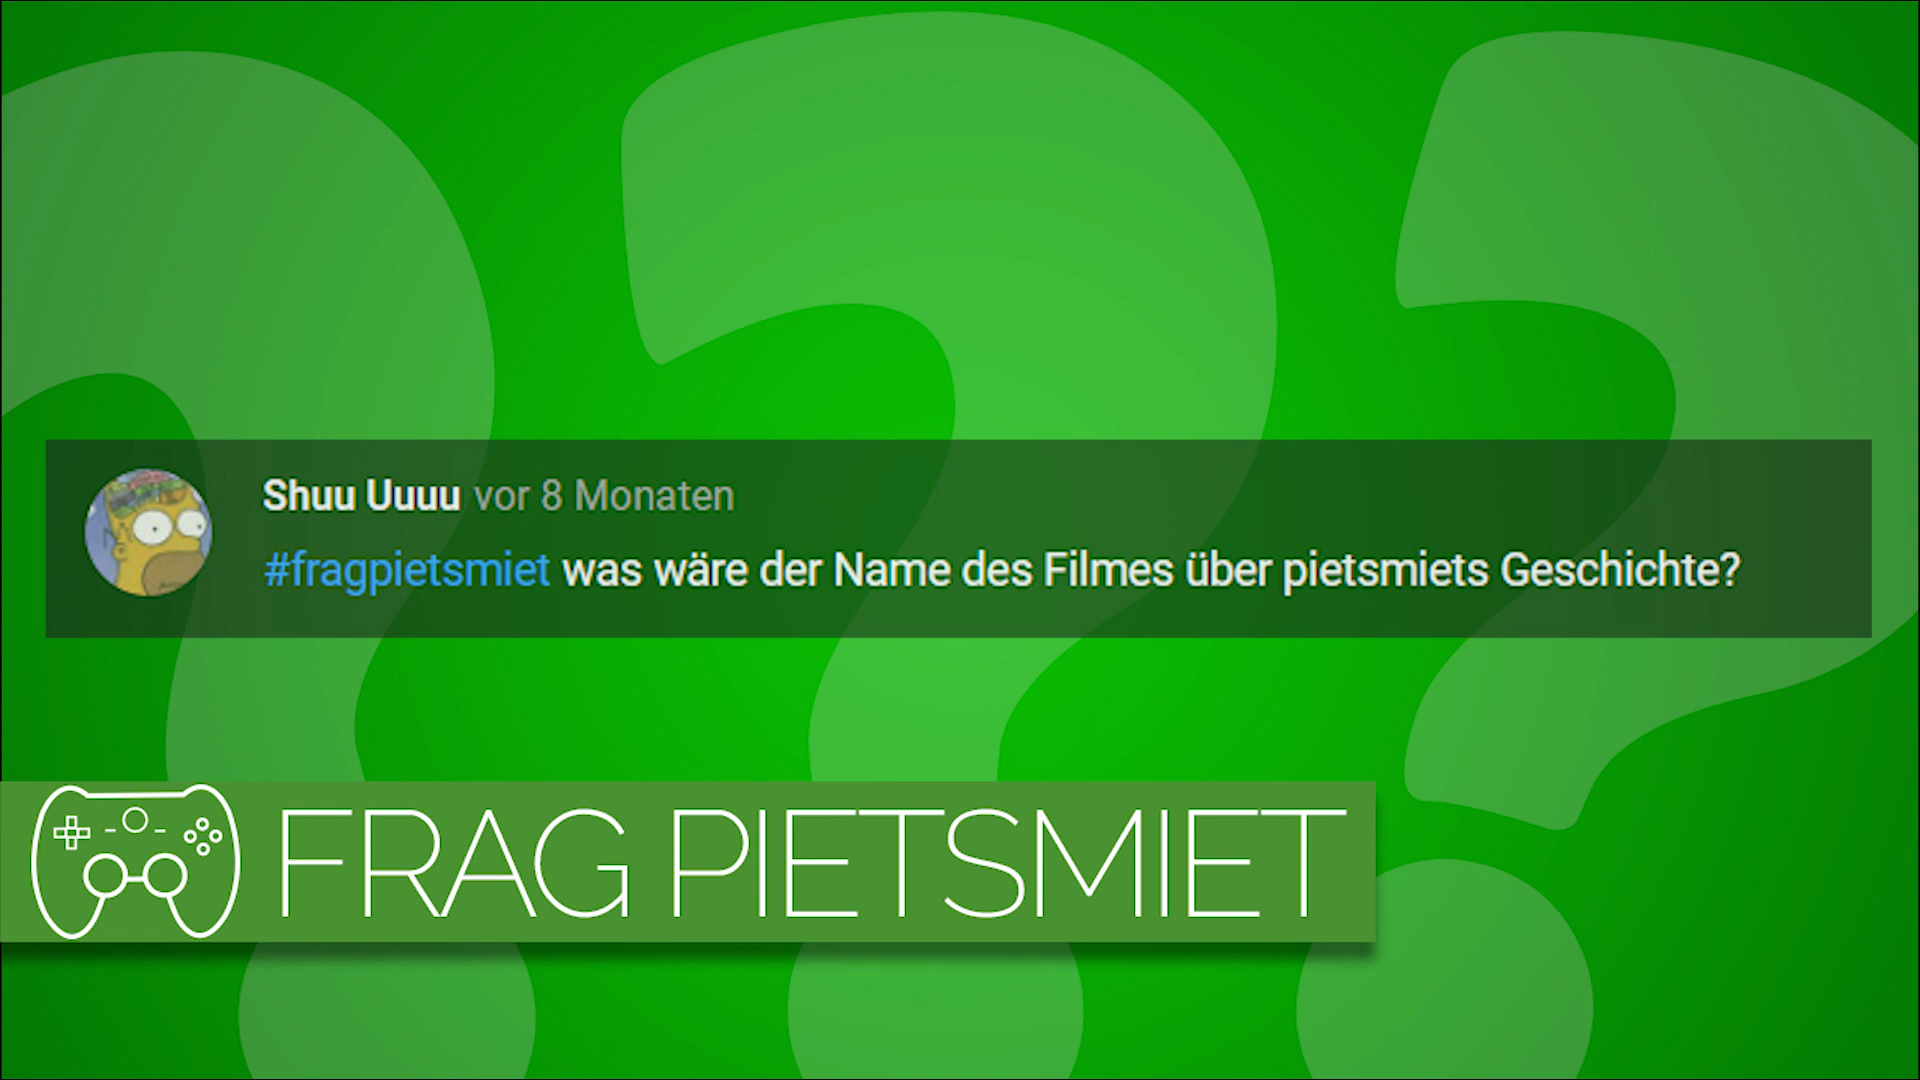 Shuu Uuuu vor 8 Monaten
#fragpietsmiet was wäre der Name des Filmes über pietsmiets Geschichte?
FRAG PIETSMIET